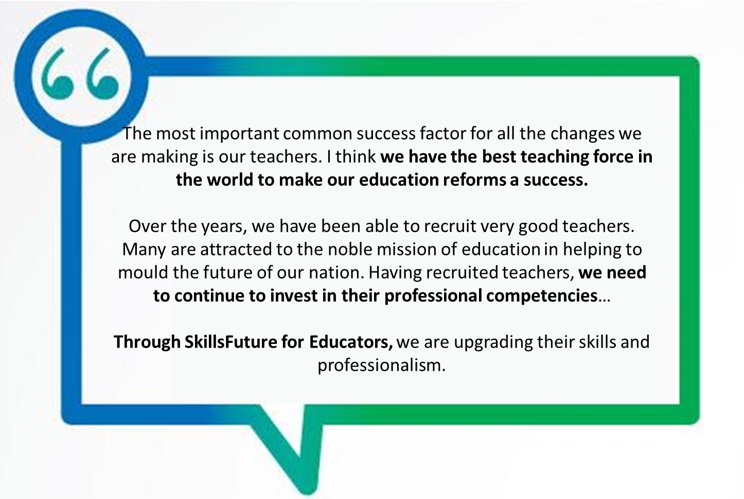 The most important common success factor for all the changes we
are making is our teachers. I think we have the best teaching force in
the world to make our education reforms a success.
Over the years, we have been able to recruit very good teachers.
Many are attracted to the noble mission of education in helping to
mould the future of our nation. Having recruited teachers, we need
to continue to invest in their professional competencies...
Through SkillsFuture for Educators, we are upgrading their skills and
professionalism.